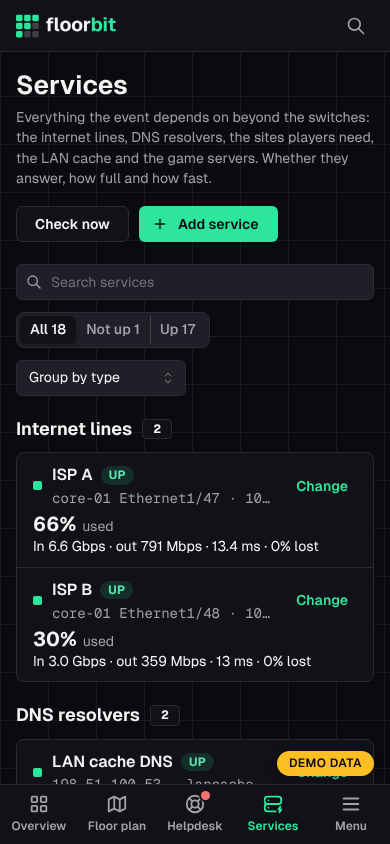 floorbit
Services
Everything the event depends on beyond the switches:
the internet lines, DNS resolvers, the sites players need,
the LAN cache and the game servers. Whether they
answer, how full and how fast.
Check now
+ Add service
Search services
All 18 Not up 1 Up 17
Group by type
Internet lines 2
ISP A UP
core-01 Ethernet1/47 · 10…
Change
66% used
In 6.6 Gbps · out 791 Mbps · 13.4 ms · 0% lost
ISP B UP
core-01 Ethernet1/48 · 10…
Change
30% used
In 3.0 Gbps · out 359 Mbps · 13 ms · 0% lost
DNS resolvers 2
LAN cache DNS UP
DEMO DATA
Overview Floor plan Helpdesk Services Menu